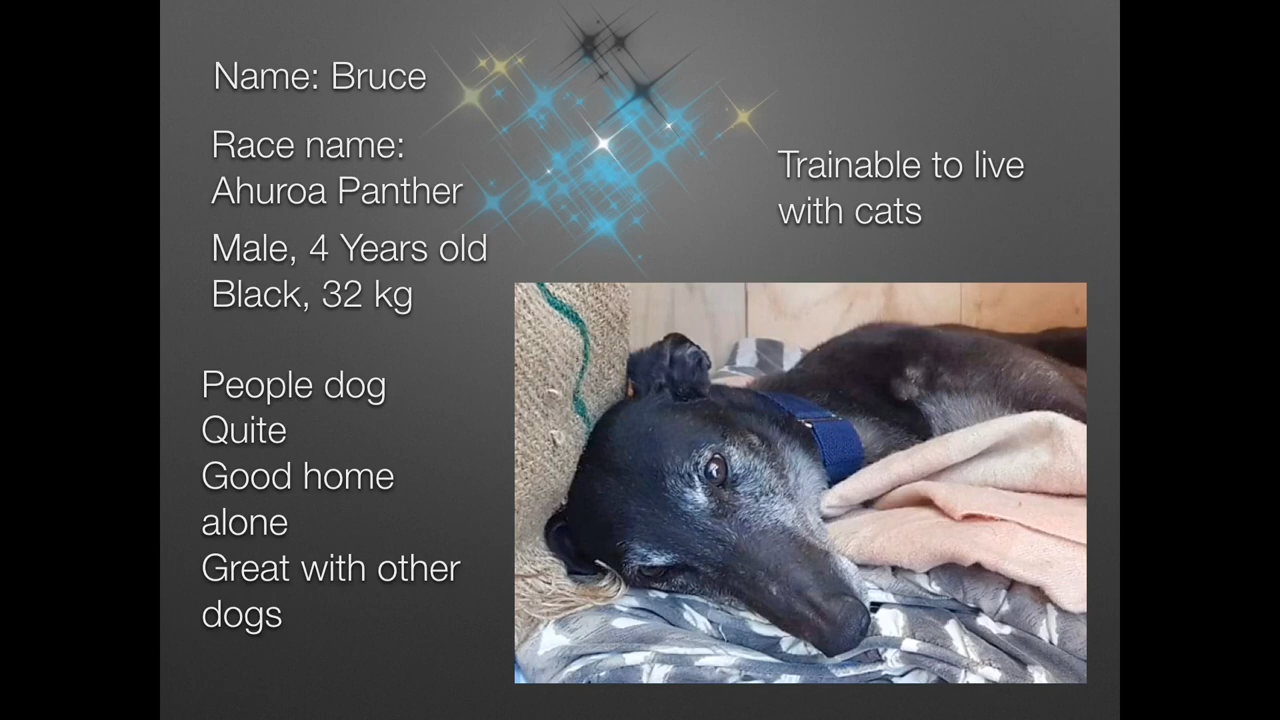 Name: Bruce
Race name:
Ahuroa Panther
Male, 4 Years old
Black, 32 kg
People dog
Quite
Good home
alone
Great with other
dogs
Trainable to live
with cats